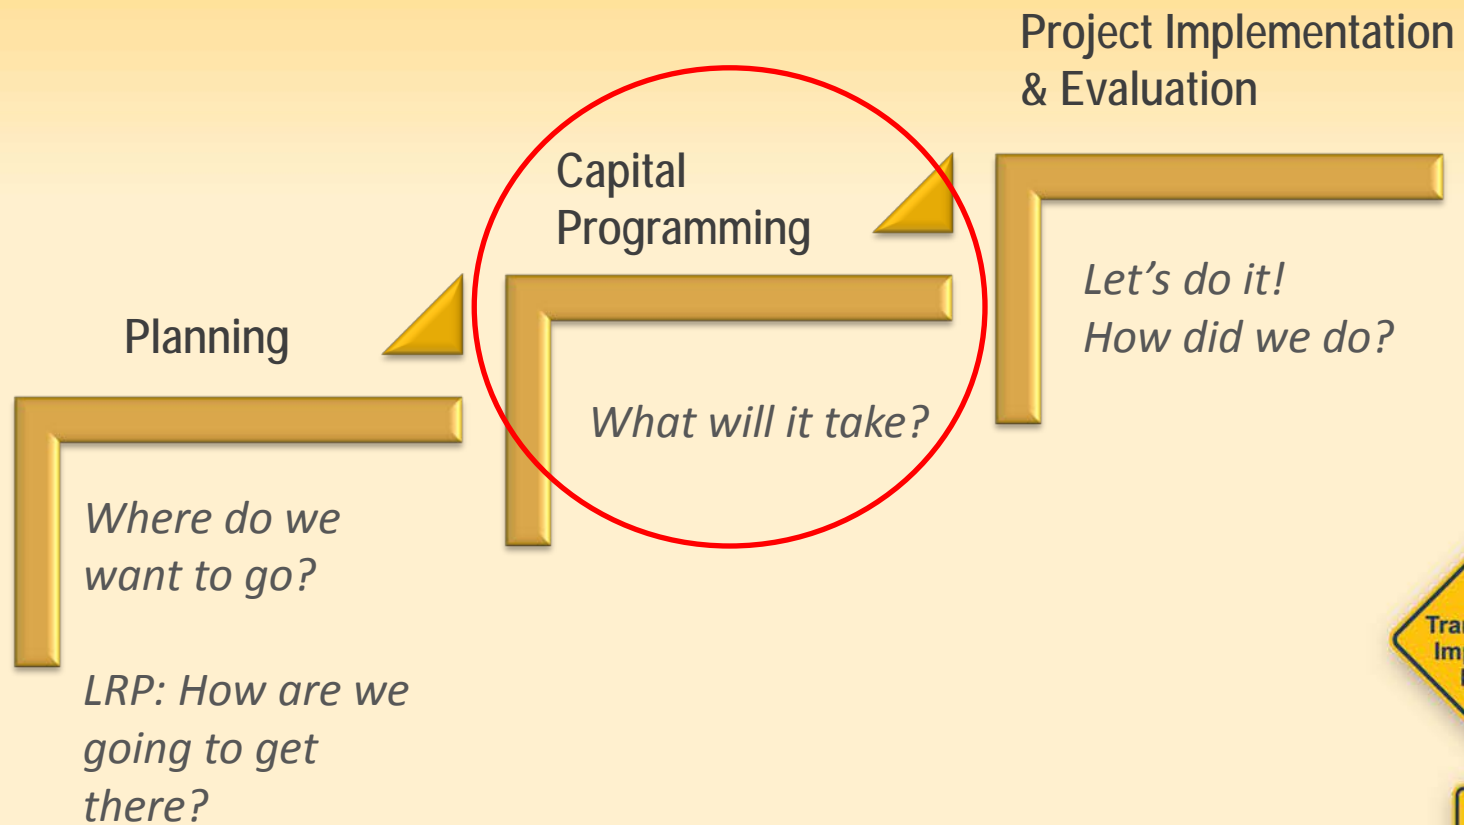 Project Implementation
& Evaluation
Capital
Programming
Let's do it!
How did we do?
Planning
What will it take?
Where do we
want to go?
LRP: How are we
going to get
there?